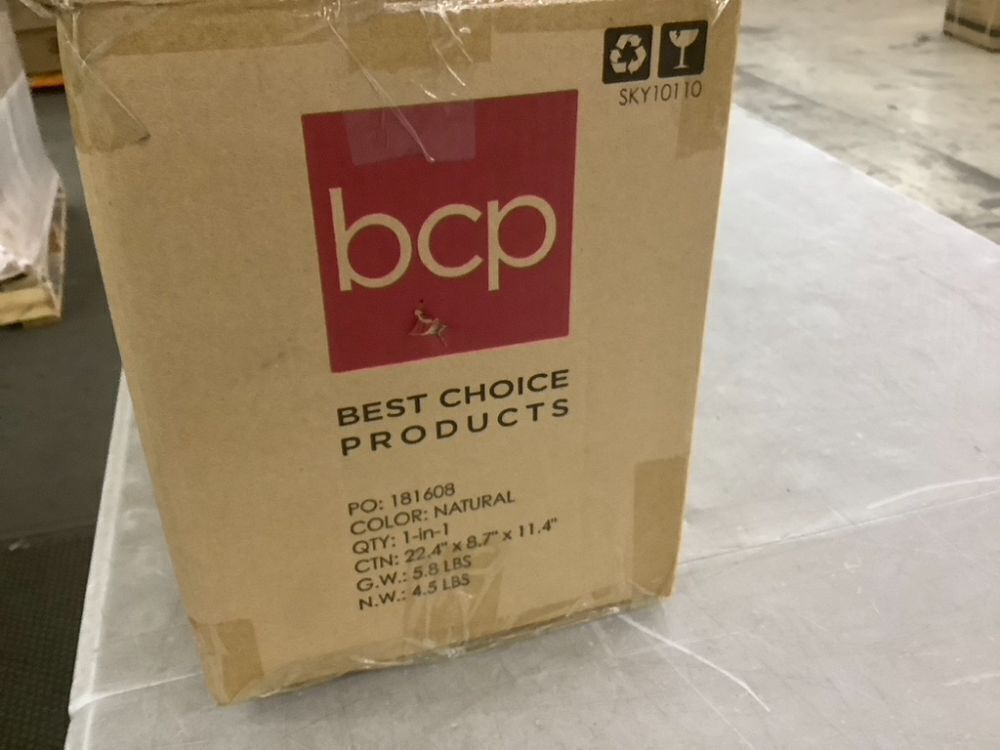 SKY10110
bcp
BEST CHOICE
PRODUCTS
PO: 181608
COLOR: NATURAL
QTY: 1-in-1
CTN: 22.4" x 8.7" x 11.4"
G.W.: 5.8 LBS
N.W.: 4.5 LBS